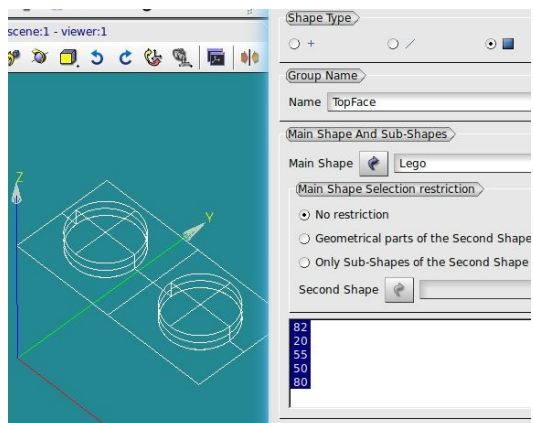 scene:1 - viewer:1
Z
Y
Shape Type
Group Name
Name TopFace
Main Shape And Sub-Shapes
Main Shape Lego
Main Shape Selection restriction
No restriction
Geometrical parts of the Second Shape
Only Sub-Shapes of the Second Shape
Second Shape
82
20
55
50
80